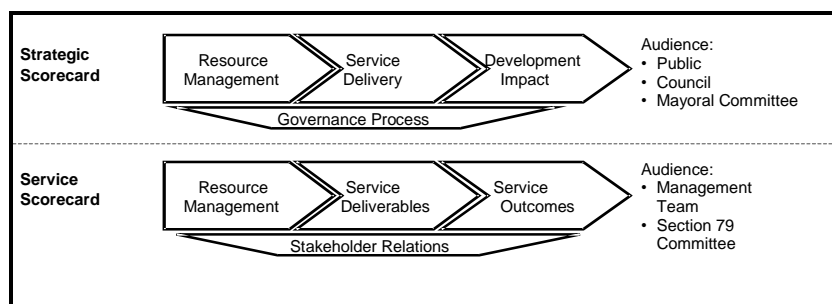 Strategic
Scorecard
Resource
Management
Service
Delivery
Development
Impact
Governance Process
Audience:
• Public
• Council
• Mayoral Committee
Service
Scorecard
Resource
Management
Service
Deliverables
Service
Outcomes
Stakeholder Relations
Audience:
• Management
Team
• Section 79
Committee